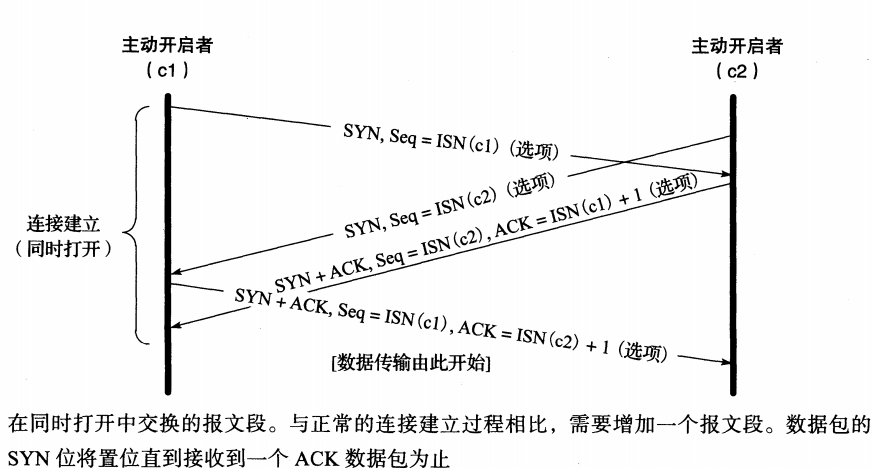 主动开启者
（c1）
主动开启者
（c2）
SYN, Seq = ISN(c1)（选项）
SYN, Seq = ISN(c2)（选项）
SYN + ACK, Seq = ISN(c2), ACK = ISN(c1) + 1（选项）
SYN + ACK, Seq = ISN(c1), ACK = ISN(c2) + 1（选项）
连接建立
（同时打开）
[数据传输由此开始]
在同时打开中交换的报文段。与正常的连接建立过程相比，需要增加一个报文段。数据包的
SYN 位将置位直到接收到一个 ACK 数据包为止